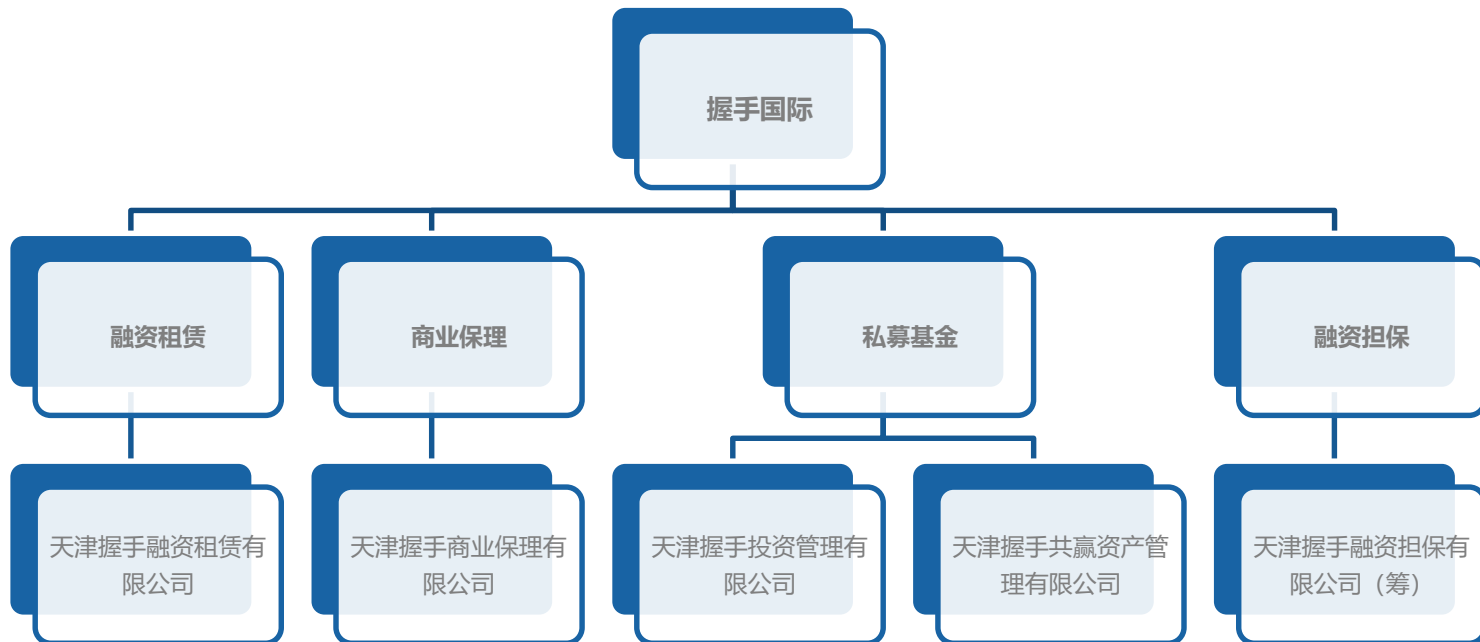 握手国际
融资租赁
商业保理
私募基金
融资担保
天津握手融资租赁有
限公司
天津握手商业保理有
限公司
天津握手投资管理有
限公司
天津握手共赢资产管
理有限公司
天津握手融资担保有
限公司（筹）